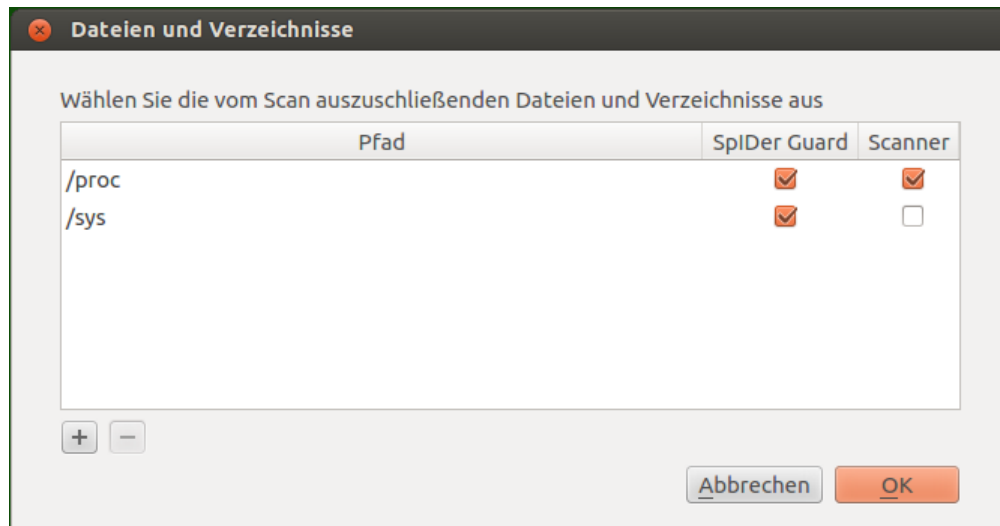 Dateien und Verzeichnisse
Wählen Sie die vom Scan auszuschließenden Dateien und Verzeichnisse aus
Pfad SpIDer Guard Scanner
/proc
/sys
Abbrechen OK